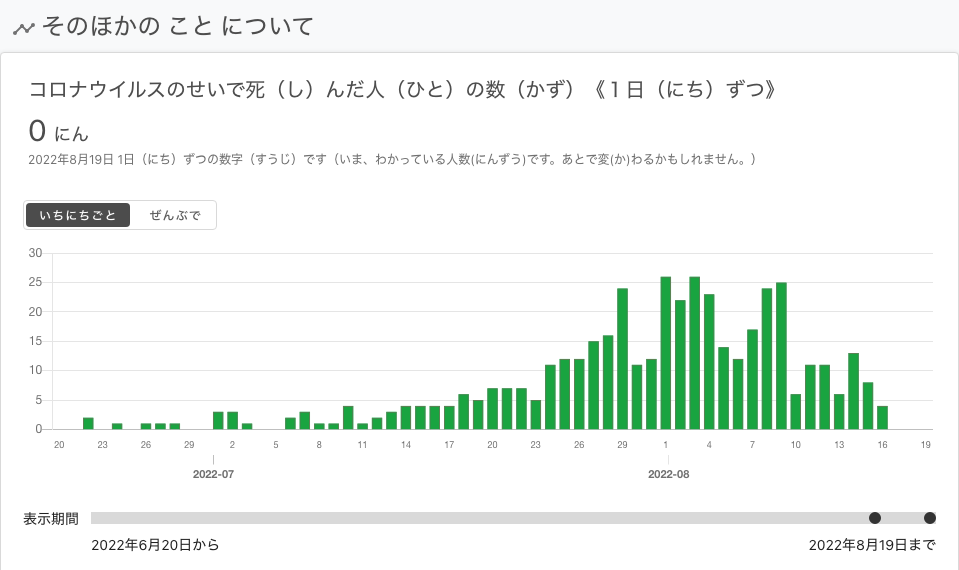 そのほかの こと について
コロナウイルスのせいで死（し）んだ人（ひと）の数（かず）《１日（にち）ずつ》
0 にん
2022年8月19日 1日（にち）ずつの数字（すうじ）です（いま、わかっている人数(にんずう)です。あとで変(か)わるかもしれません。）
いちにちごと ぜんぶで
30
25
20
15
10
5
0
20 23 26 29 2 5 8 11 14 17 20 23 26 29 1 4 7 10 13 16 19
2022-07 2022-08
表示期間
2022年6月20日から 2022年8月19日まで